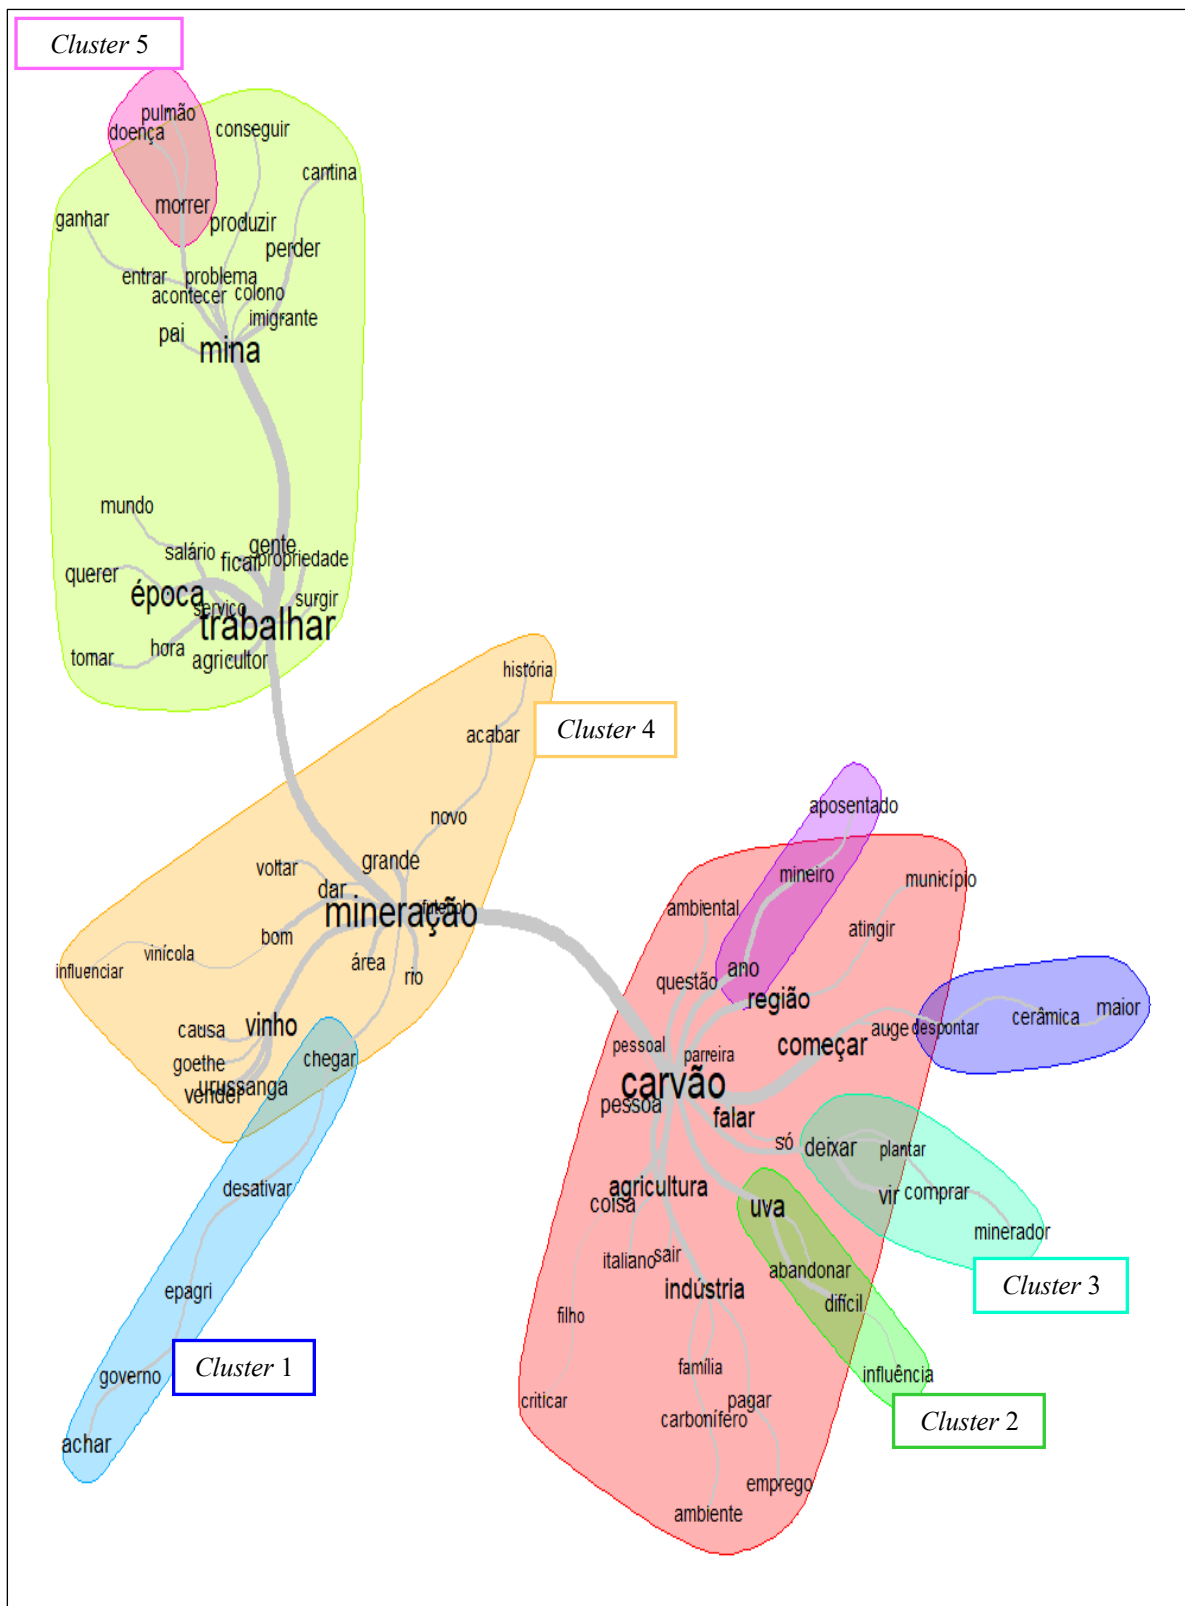 Cluster 5
pulmão
doença
conseguir
cantina
morrer
ganhar
produzir
perder
entrar
problema
acontecer
colono
imigrante
pai
mina
mundo
salário
gente
ficar
propriedade
querer
época
serviço
surgir
trabalhar
hora
tomar
agricultor
história
Cluster 4
acabar
novo
voltar
grande
dar
futebol
mineração
bom
vinícola
influenciar
área
rio
causa
vinho
goethe
chegar
urussanga
vender
desativar
epagri
Cluster 1
governo
achar
aposentado
mineiro
município
ambiental
atingir
questão
ano
região
auge
despontar
cerâmica
maior
pessoal
parreira
começar
carvão
pessoa
falar
só
deixar
plantar
agricultura
coisa
uva
vir
comprar
minerador
italiano
sair
abandonar
Cluster 3
indústria
difícil
filho
família
influência
criticar
pagar
carbonífero
Cluster 2
emprego
ambiente